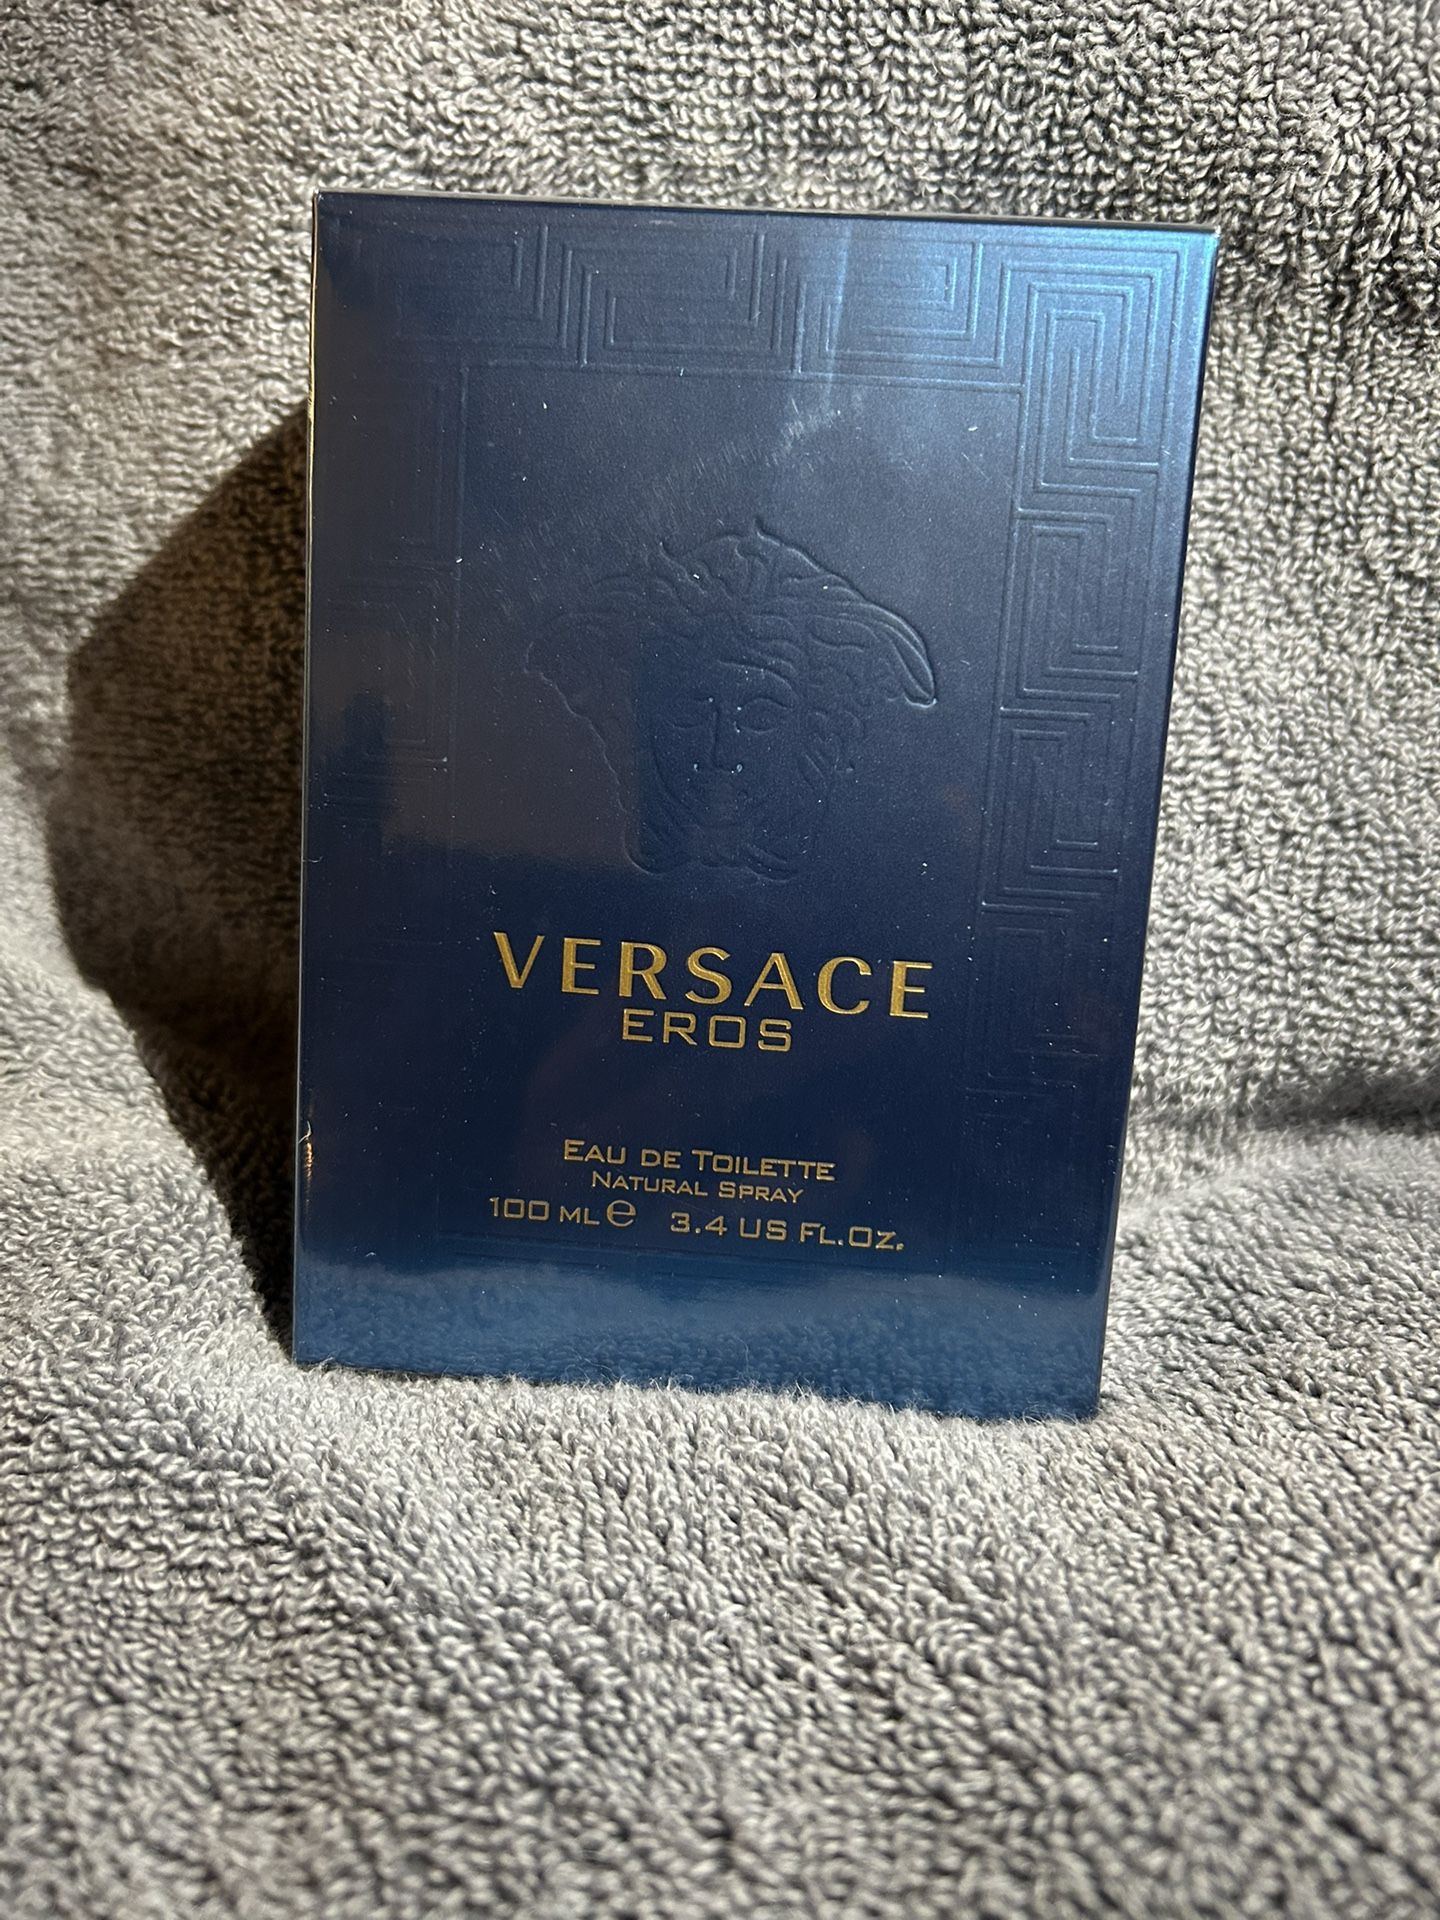 VERSACE
EROS
EAU DE TOILETTE
NATURAL SPRAY
100 ML ℮ 3.4 US FL.OZ.